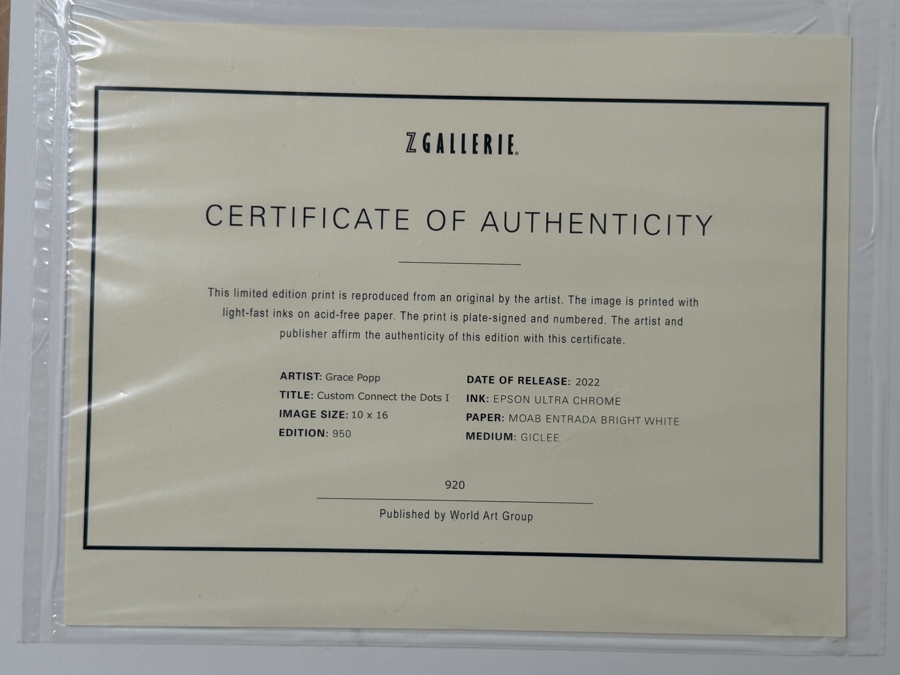 Z GALLERIE.
CERTIFICATE OF AUTHENTICITY
This limited edition print is reproduced from an original by the artist. The image is printed with
light-fast inks on acid-free paper. The print is plate-signed and numbered. The artist and
publisher affirm the authenticity of this edition with this certificate.
ARTIST: Grace Popp
TITLE: Custom Connect the Dots I
IMAGE SIZE: 10 x 16
EDITION: 950
DATE OF RELEASE: 2022
INK: EPSON ULTRA CHROME
PAPER: MOAB ENTRADA BRIGHT WHITE
MEDIUM: GICLEE
920
Published by World Art Group